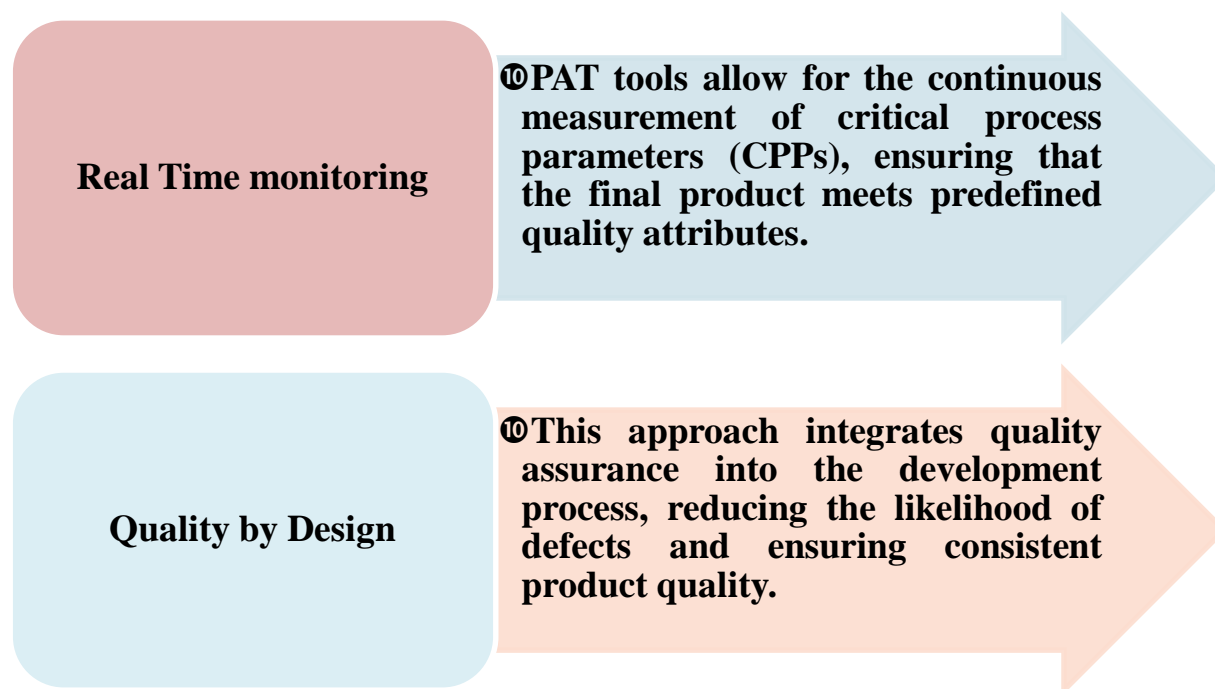 Real Time monitoring
❿PAT tools allow for the continuous
measurement of critical process
parameters (CPPs), ensuring that
the final product meets predefined
quality attributes.
Quality by Design
❿This approach integrates quality
assurance into the development
process, reducing the likelihood of
defects and ensuring consistent
product quality.